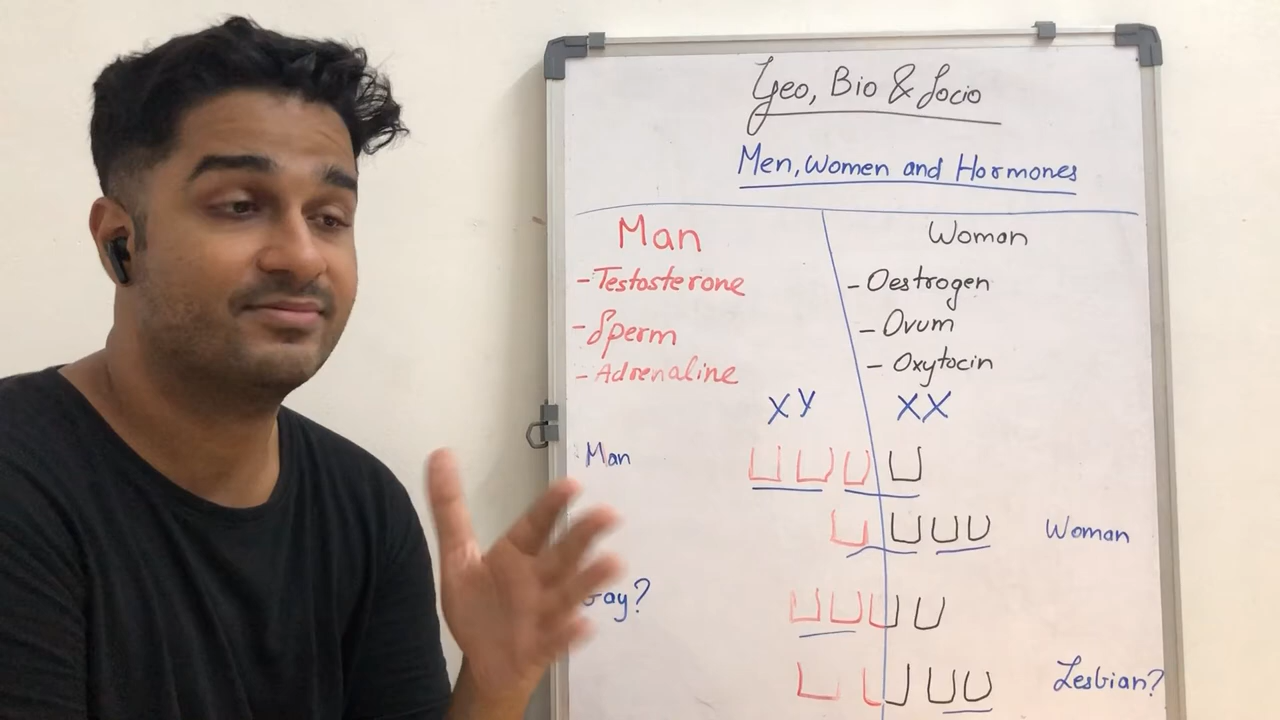 Geo, Bio & Socio
Men, Women and Hormones
Man
Woman
- Testosterone
- Oestrogen
- Sperm
- Ovum
- Adrenaline
- Oxytocin
XY
XX
Man
Woman
Gay?
Lesbian?